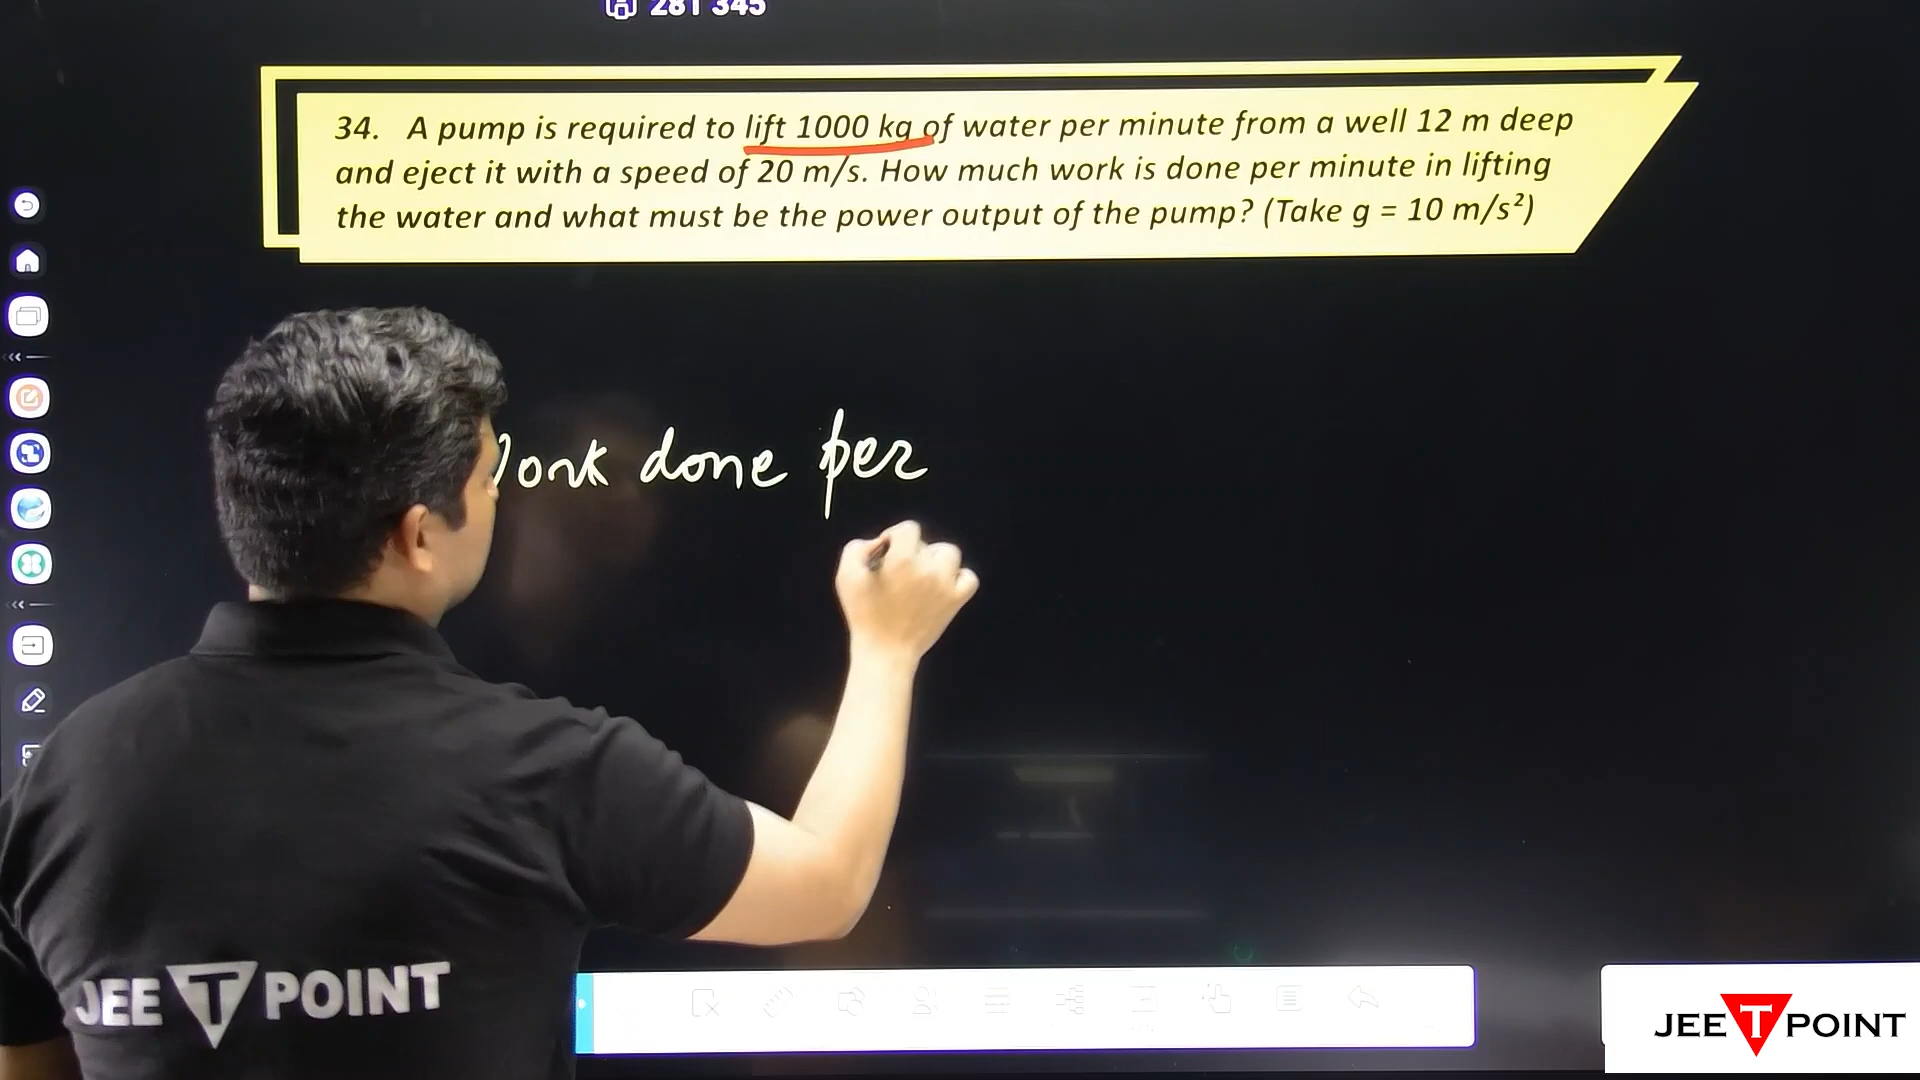 281 345
34. A pump is required to lift 1000 kg of water per minute from a well 12 m deep
and eject it with a speed of 20 m/s. How much work is done per minute in lifting
the water and what must be the power output of the pump? (Take g = 10 m/s²)
done per
JEE T POINT
JEE T POINT